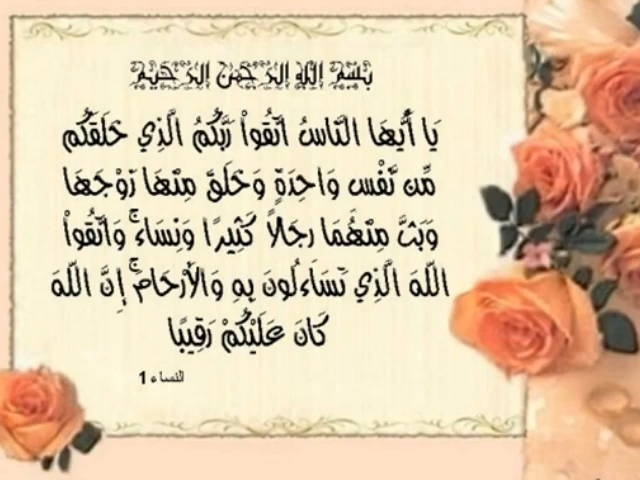 بِسْمِ اللَّهِ الرَّحْمَنِ الرَّحِيمِ
يَا أَيُّهَا النَّاسُ اتَّقُواْ رَبَّكُمُ الَّذِي خَلَقَكُم
مِّن نَّفْسٍ وَاحِدَةٍ وَخَلَقَ مِنْهَا زَوْجَهَا
وَبَثَّ مِنْهُمَا رِجَالاً كَثِيرًا وَنِسَاءً وَاتَّقُواْ
اللّهَ الَّذِي تَسَاءلُونَ بِهِ وَالأَرْحَامَ إِنَّ اللّهَ
كَانَ عَلَيْكُمْ رَقِيبًا
النساء 1